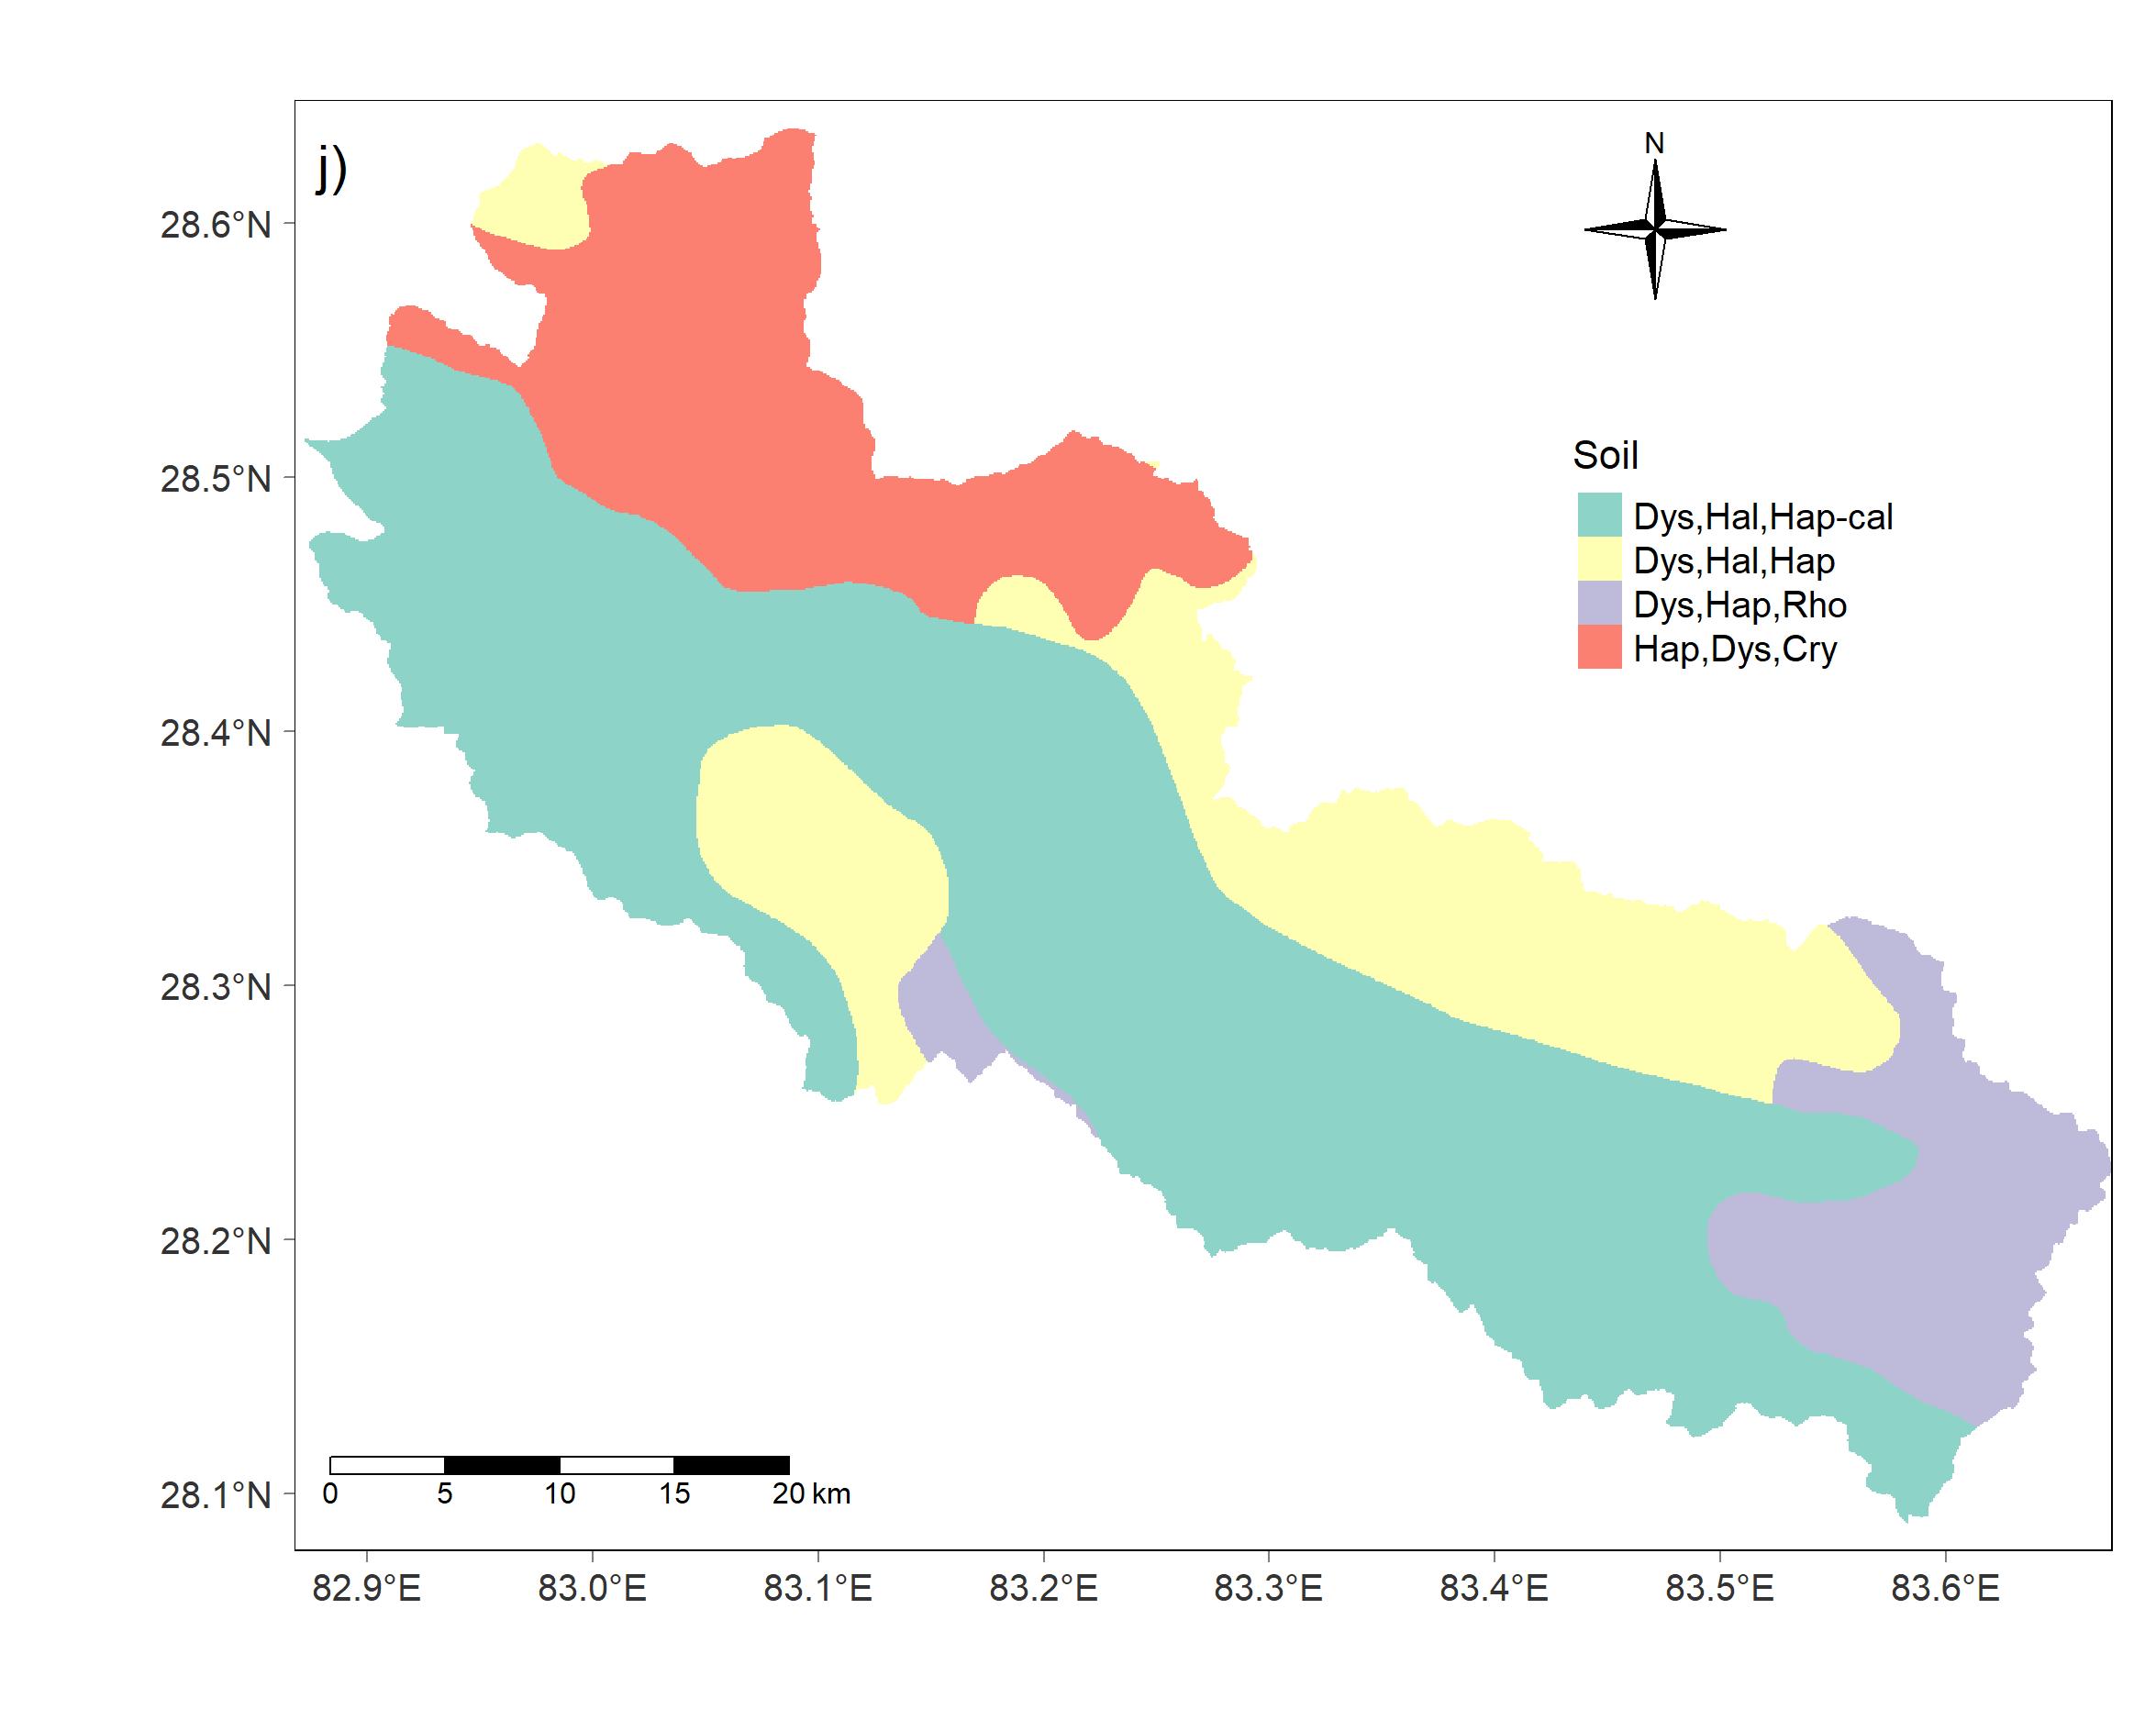 j)
N
28.6°N
28.5°N
28.4°N
28.3°N
28.2°N
28.1°N
Soil
Dys,Hal,Hap-cal
Dys,Hal,Hap
Dys,Hap,Rho
Hap,Dys,Cry
0 5 10 15 20 km
82.9°E 83.0°E 83.1°E 83.2°E 83.3°E 83.4°E 83.5°E 83.6°E